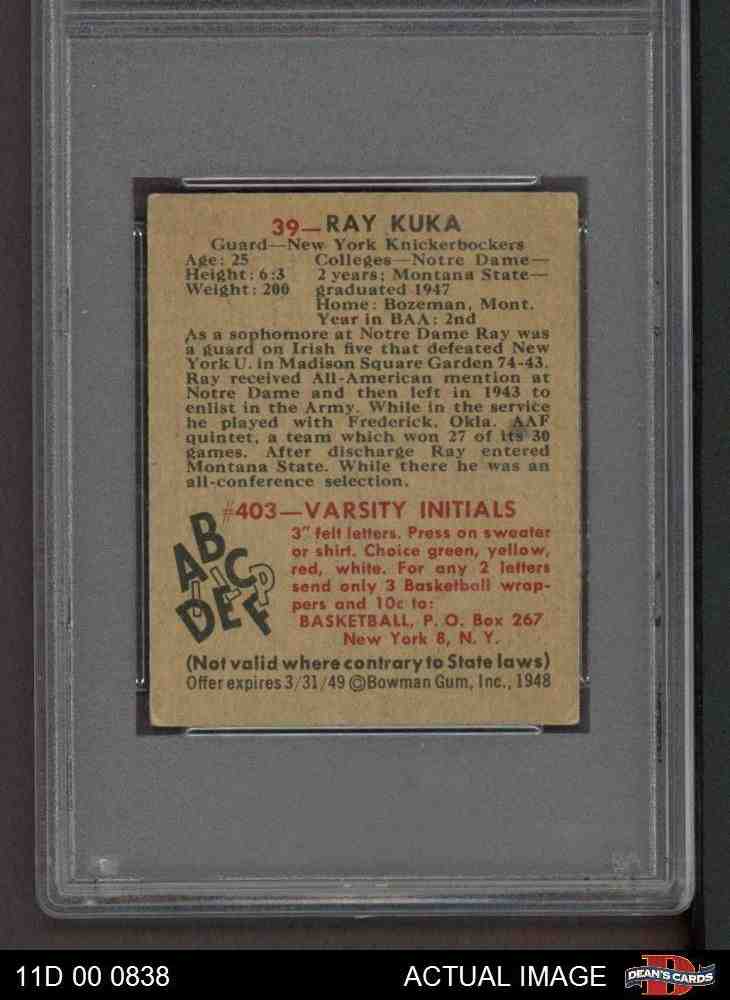 39—RAY KUKA
Guard—New York Knickerbockers
Age: 25 Colleges—Notre Dame—
Height: 6:3 2 years; Montana State—
Weight: 200 graduated 1947
Home: Bozeman, Mont.
Year in BAA: 2nd
As a sophomore at Notre Dame Ray was
a guard on Irish five that defeated New
York U. in Madison Square Garden 74-43.
Ray received All-American mention at
Notre Dame and then left in 1943 to
enlist in the Army. While in the service
he played with Frederick, Okla. AAF
quintet, a team which won 27 of its 30
games. After discharge Ray entered
Montana State. While there he was an
all-conference selection.
#403—VARSITY INITIALS
ABC
DEF
3" felt letters. Press on sweater
or shirt. Choice green, yellow,
red, white. For any 2 letters
send only 3 Basketball wrap-
pers and 10c to:
BASKETBALL, P. O. Box 267
New York 8, N. Y.
(Not valid where contrary to State laws)
Offer expires 3/31/49 ©Bowman Gum, Inc., 1948
11D 00 0838 ACTUAL IMAGE DEAN'S CARDS